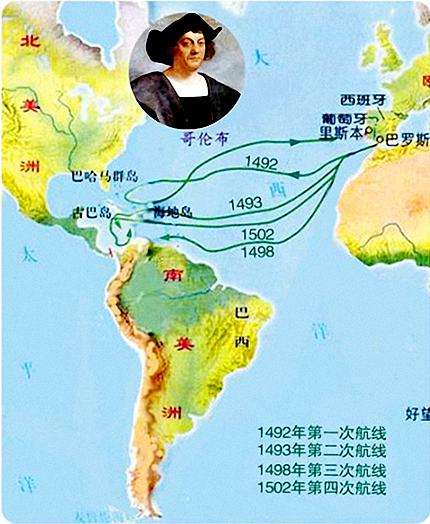 北
美
洲
大
西
洋
太
平
洋
哥伦布
西班牙
葡萄牙
里斯本
巴罗斯
1492
巴哈马群岛
古巴岛
海地岛
1493
1502
1498
南
美
洲
巴
西
好望
1492年第一次航线
1493年第二次航线
1498年第三次航线
1502年第四次航线